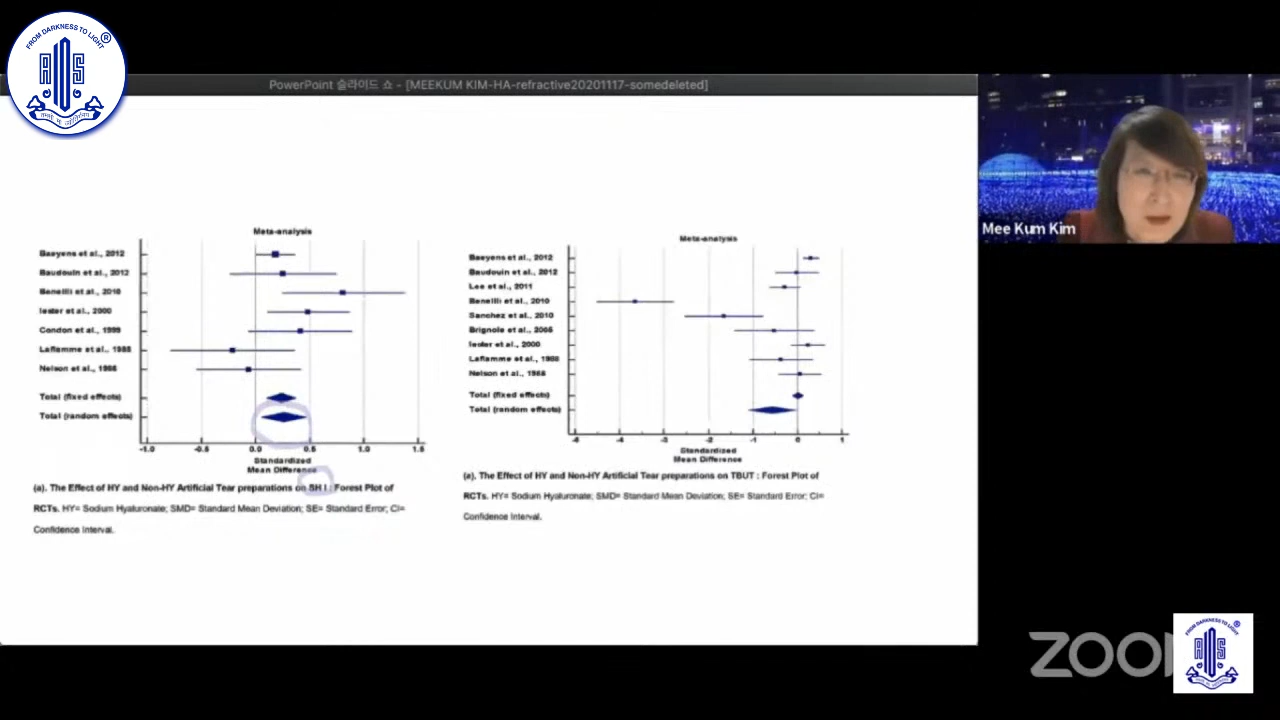 FROM DARKNESS TO LIGHT
AIOS
PowerPoint 슬라이드 쇼 - [MEEKUM KIM-HA-refractive20201117-somedeleted]
Mee Kum Kim
Meta-analysis
Baeyens et al., 2012
Baudouin et al., 2012
Benelli et al., 2010
Iester et al., 2000
Condon et al., 1999
Laflamme et al., 1988
Nelson et al., 1988
Total (fixed effects)
Total (random effects)
-1.0 -0.5 0.0 0.5 1.0 1.5
Standardized
Mean Difference
(a). The Effect of HY and Non-HY Artificial Tear preparations on SH I : Forest Plot of
RCTs. HY= Sodium Hyaluronate; SMD= Standard Mean Deviation; SE= Standard Error; CI=
Confidence Interval.
Meta-analysis
Baeyens et al., 2012
Baudouin et al., 2012
Lee et al., 2011
Benelli et al., 2010
Sanchez et al., 2010
Brignole et al., 2005
Iester et al., 2000
Laflamme et al., 1988
Nelson et al., 1988
Total (fixed effects)
Total (random effects)
-5 -4 -3 -2 -1 0 1
Standardized
Mean Difference
(a). The Effect of HY and Non-HY Artificial Tear preparations on TBUT : Forest Plot of
RCTs. HY= Sodium Hyaluronate; SMD= Standard Mean Deviation; SE= Standard Error; CI=
Confidence Interval.
ZOO